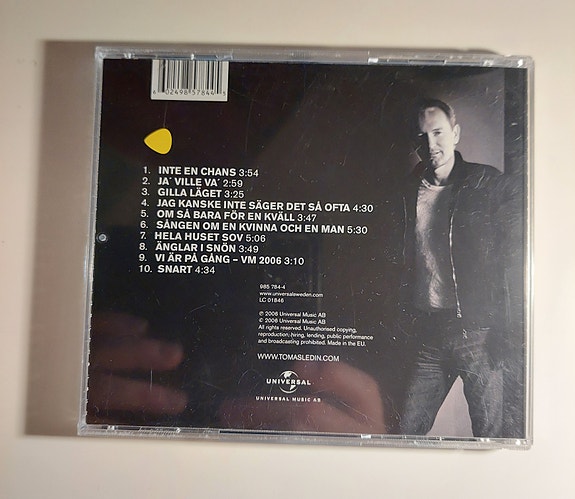 6 02498 57844
1. INTE EN CHANS 3:54
2. JA´ VILLE VA´ 2:59
3. GILLA LÄGET 3:25
4. JAG KANSKE INTE SÄGER DET SÅ OFTA 4:30
5. OM SÅ BARA FÖR EN KVÄLL 3:47
6. SÅNGEN OM EN KVINNA OCH EN MAN 5:30
7. HELA HUSET SOV 5:06
8. ÄNGLAR I SNÖN 3:49
9. VI ÄR PÅ GÅNG – VM 2006 3:10
10. SNART 4:34
985 784-4
www.universalsweden.com
LC 01846
℗ 2006 Universal Music AB
© 2006 Universal Music AB
All rights reserved. Unauthorised copying,
reproduction, hiring, lending, public performance
and broadcasting prohibited. Made in the EU.
WWW.TOMASLEDIN.COM
UNIVERSAL
UNIVERSAL MUSIC AB